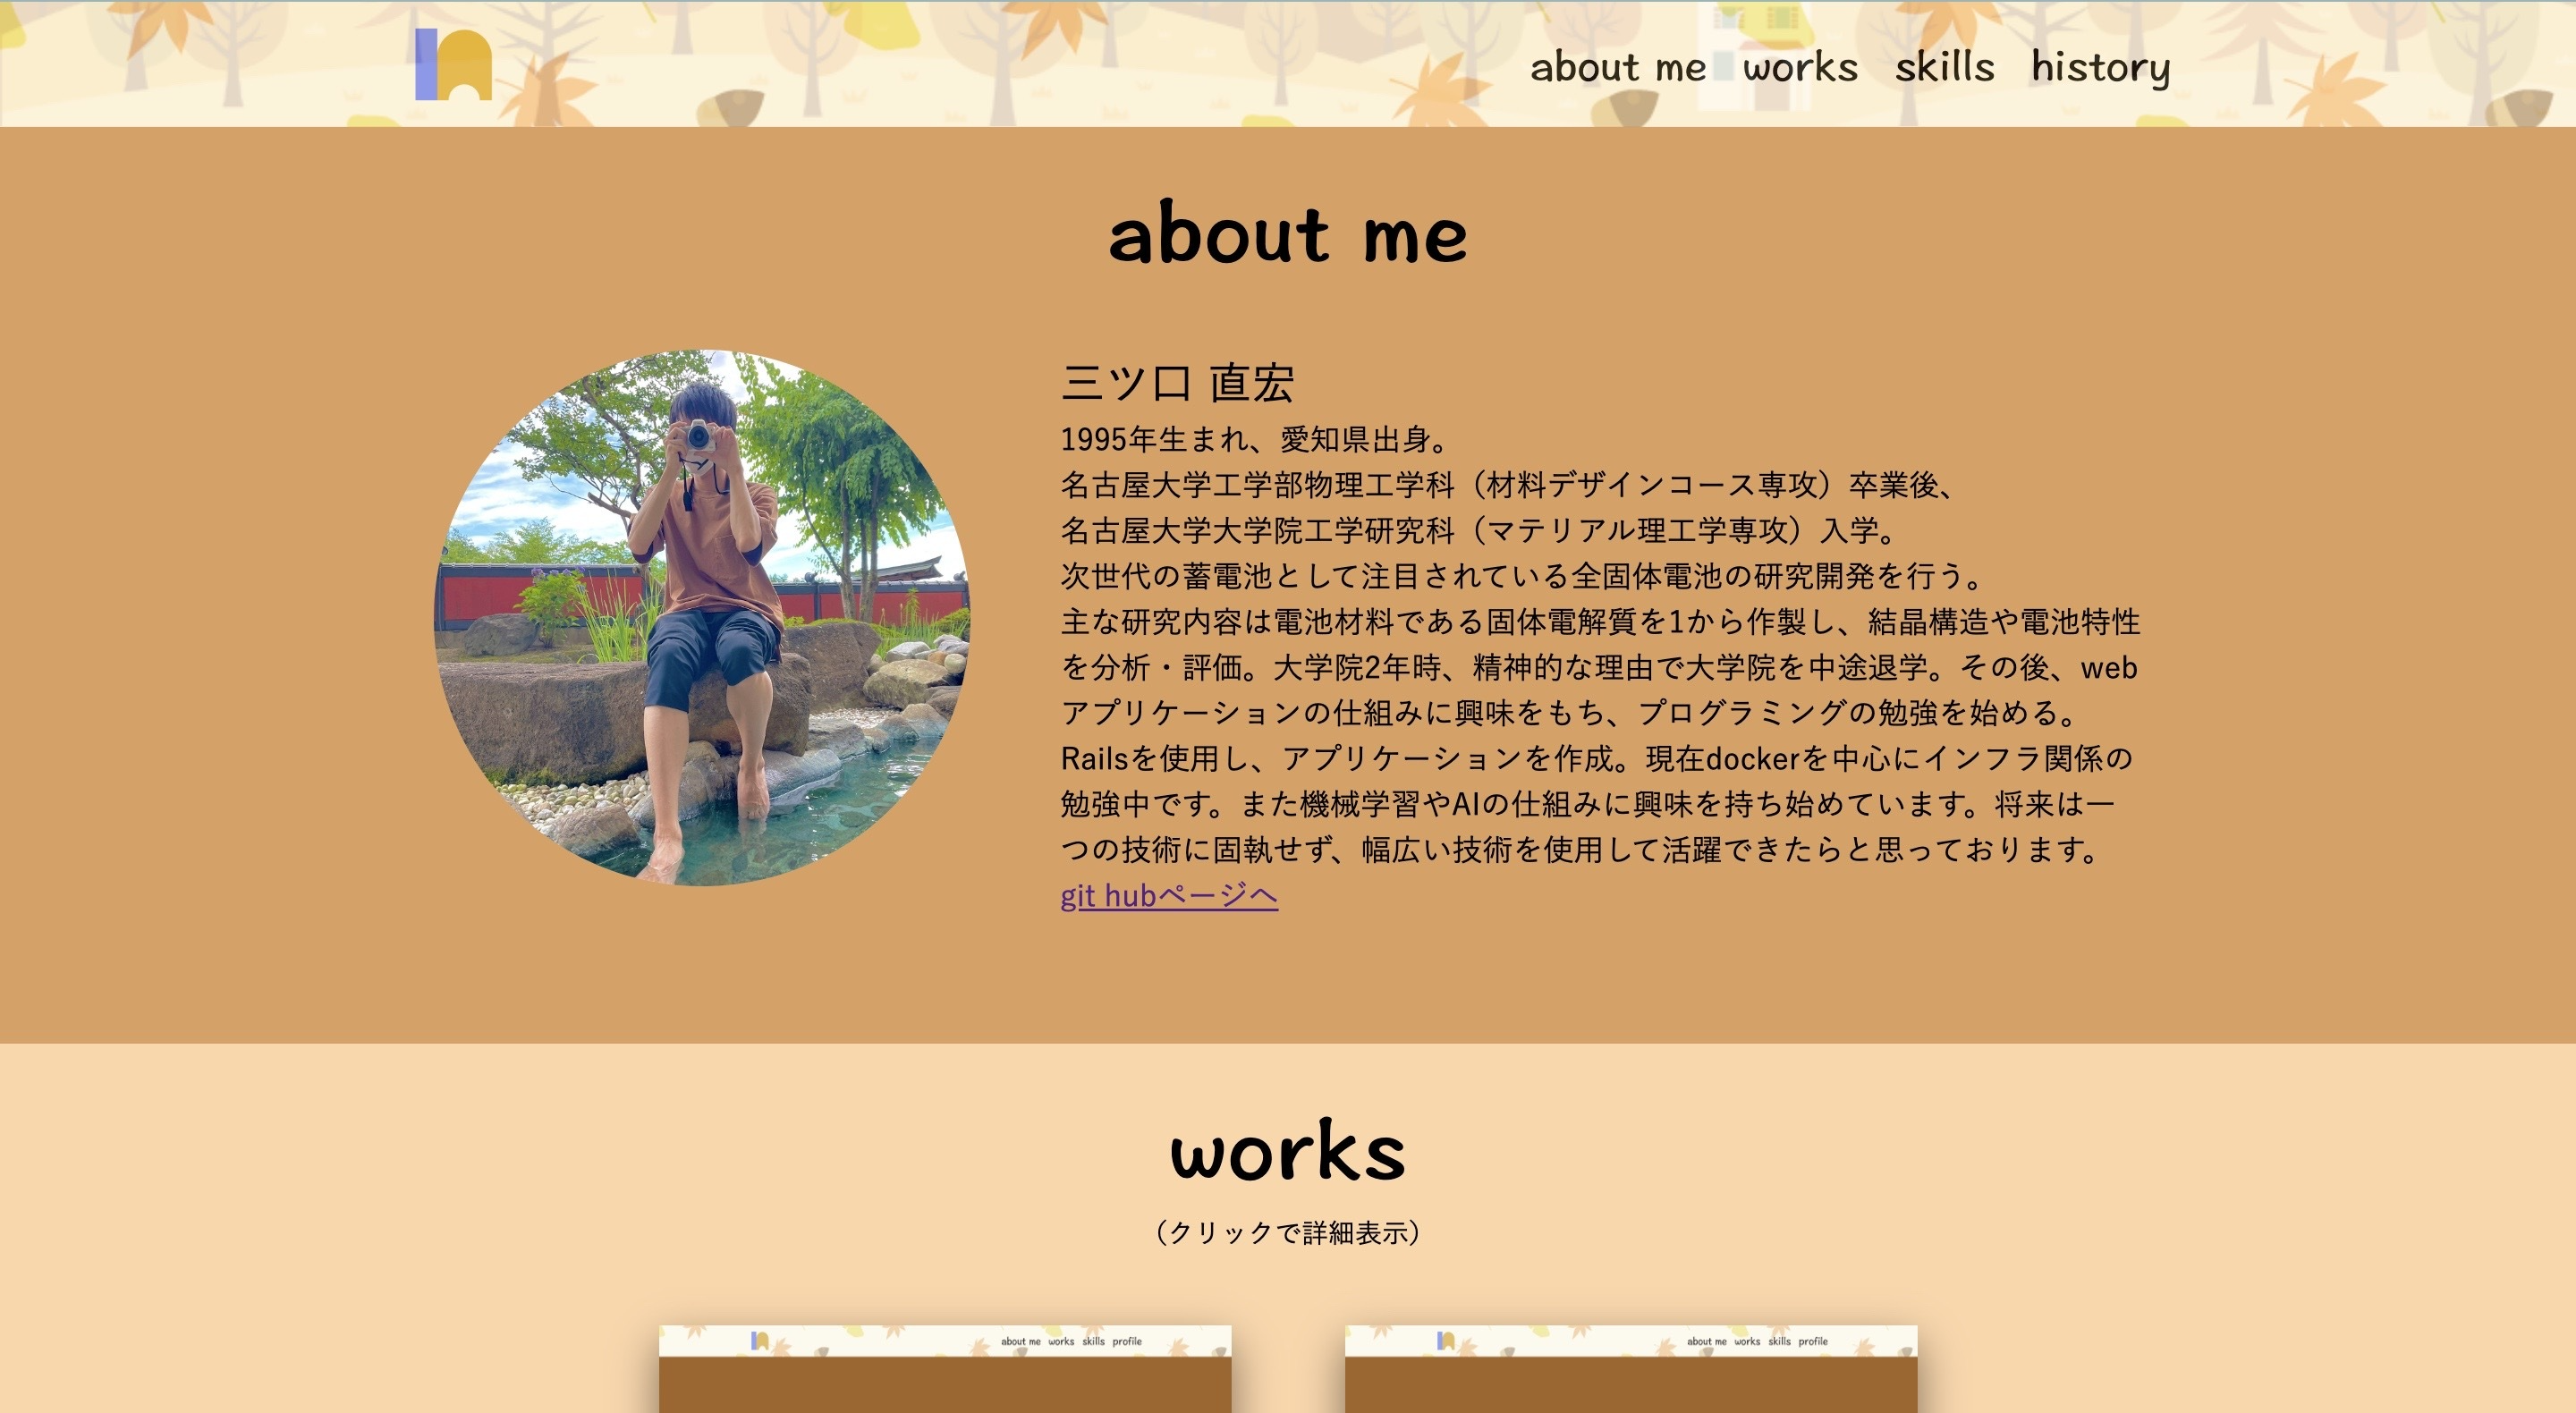 about me works skills history
about me
三ツ口 直宏
1995年生まれ、愛知県出身。
名古屋大学工学部物理工学科（材料デザインコース専攻）卒業後、
名古屋大学大学院工学研究科（マテリアル理工学専攻）入学。
次世代の蓄電池として注目されている全固体電池の研究開発を行う。
主な研究内容は電池材料である固体電解質を1から作製し、結晶構造や電池特性
を分析・評価。大学院2年時、精神的な理由で大学院を中途退学。その後、web
アプリケーションの仕組みに興味をもち、プログラミングの勉強を始める。
Railsを使用し、アプリケーションを作成。現在dockerを中心にインフラ関係の
勉強中です。また機械学習やAIの仕組みに興味を持ち始めています。将来は一
つの技術に固執せず、幅広い技術を使用して活躍できたらと思っております。
git hubページへ
works
（クリックで詳細表示）
about me works skills profile
about me works skills profile